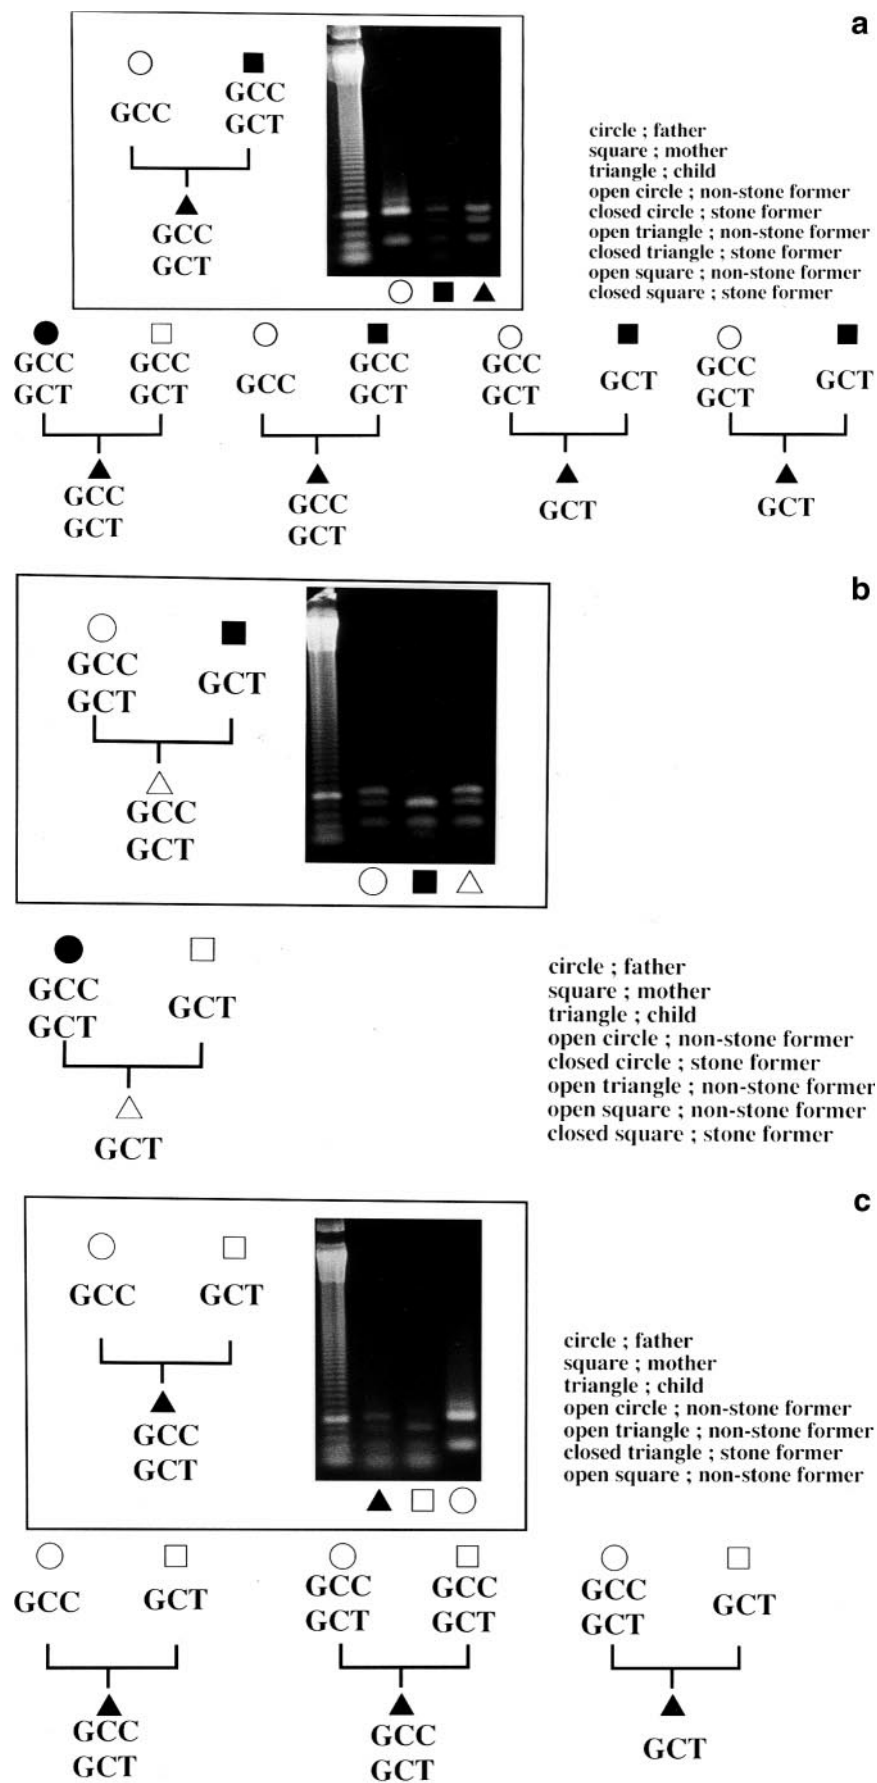 a
GCC
GCC
GCT
GCC
GCT
circle ; father
square ; mother
triangle ; child
open circle ; non-stone former
closed circle ; stone former
open triangle ; non-stone former
closed triangle ; stone former
open square ; non-stone former
closed square ; stone former
GCC
GCT
GCC
GCT
GCC
GCT
GCC
GCC
GCT
GCC
GCT
GCC
GCT
GCT
GCT
GCC
GCT
GCT
GCT
b
GCC
GCT
GCT
GCC
GCT
GCC
GCT
GCT
GCT
circle ; father
square ; mother
triangle ; child
open circle ; non-stone former
closed circle ; stone former
open triangle ; non-stone former
open square ; non-stone former
closed square ; stone former
c
GCC
GCT
GCC
GCT
circle ; father
square ; mother
triangle ; child
open circle ; non-stone former
open triangle ; non-stone former
closed triangle ; stone former
open square ; non-stone former
GCC
GCT
GCC
GCT
GCC
GCT
GCC
GCT
GCC
GCT
GCC
GCT
GCT
GCT